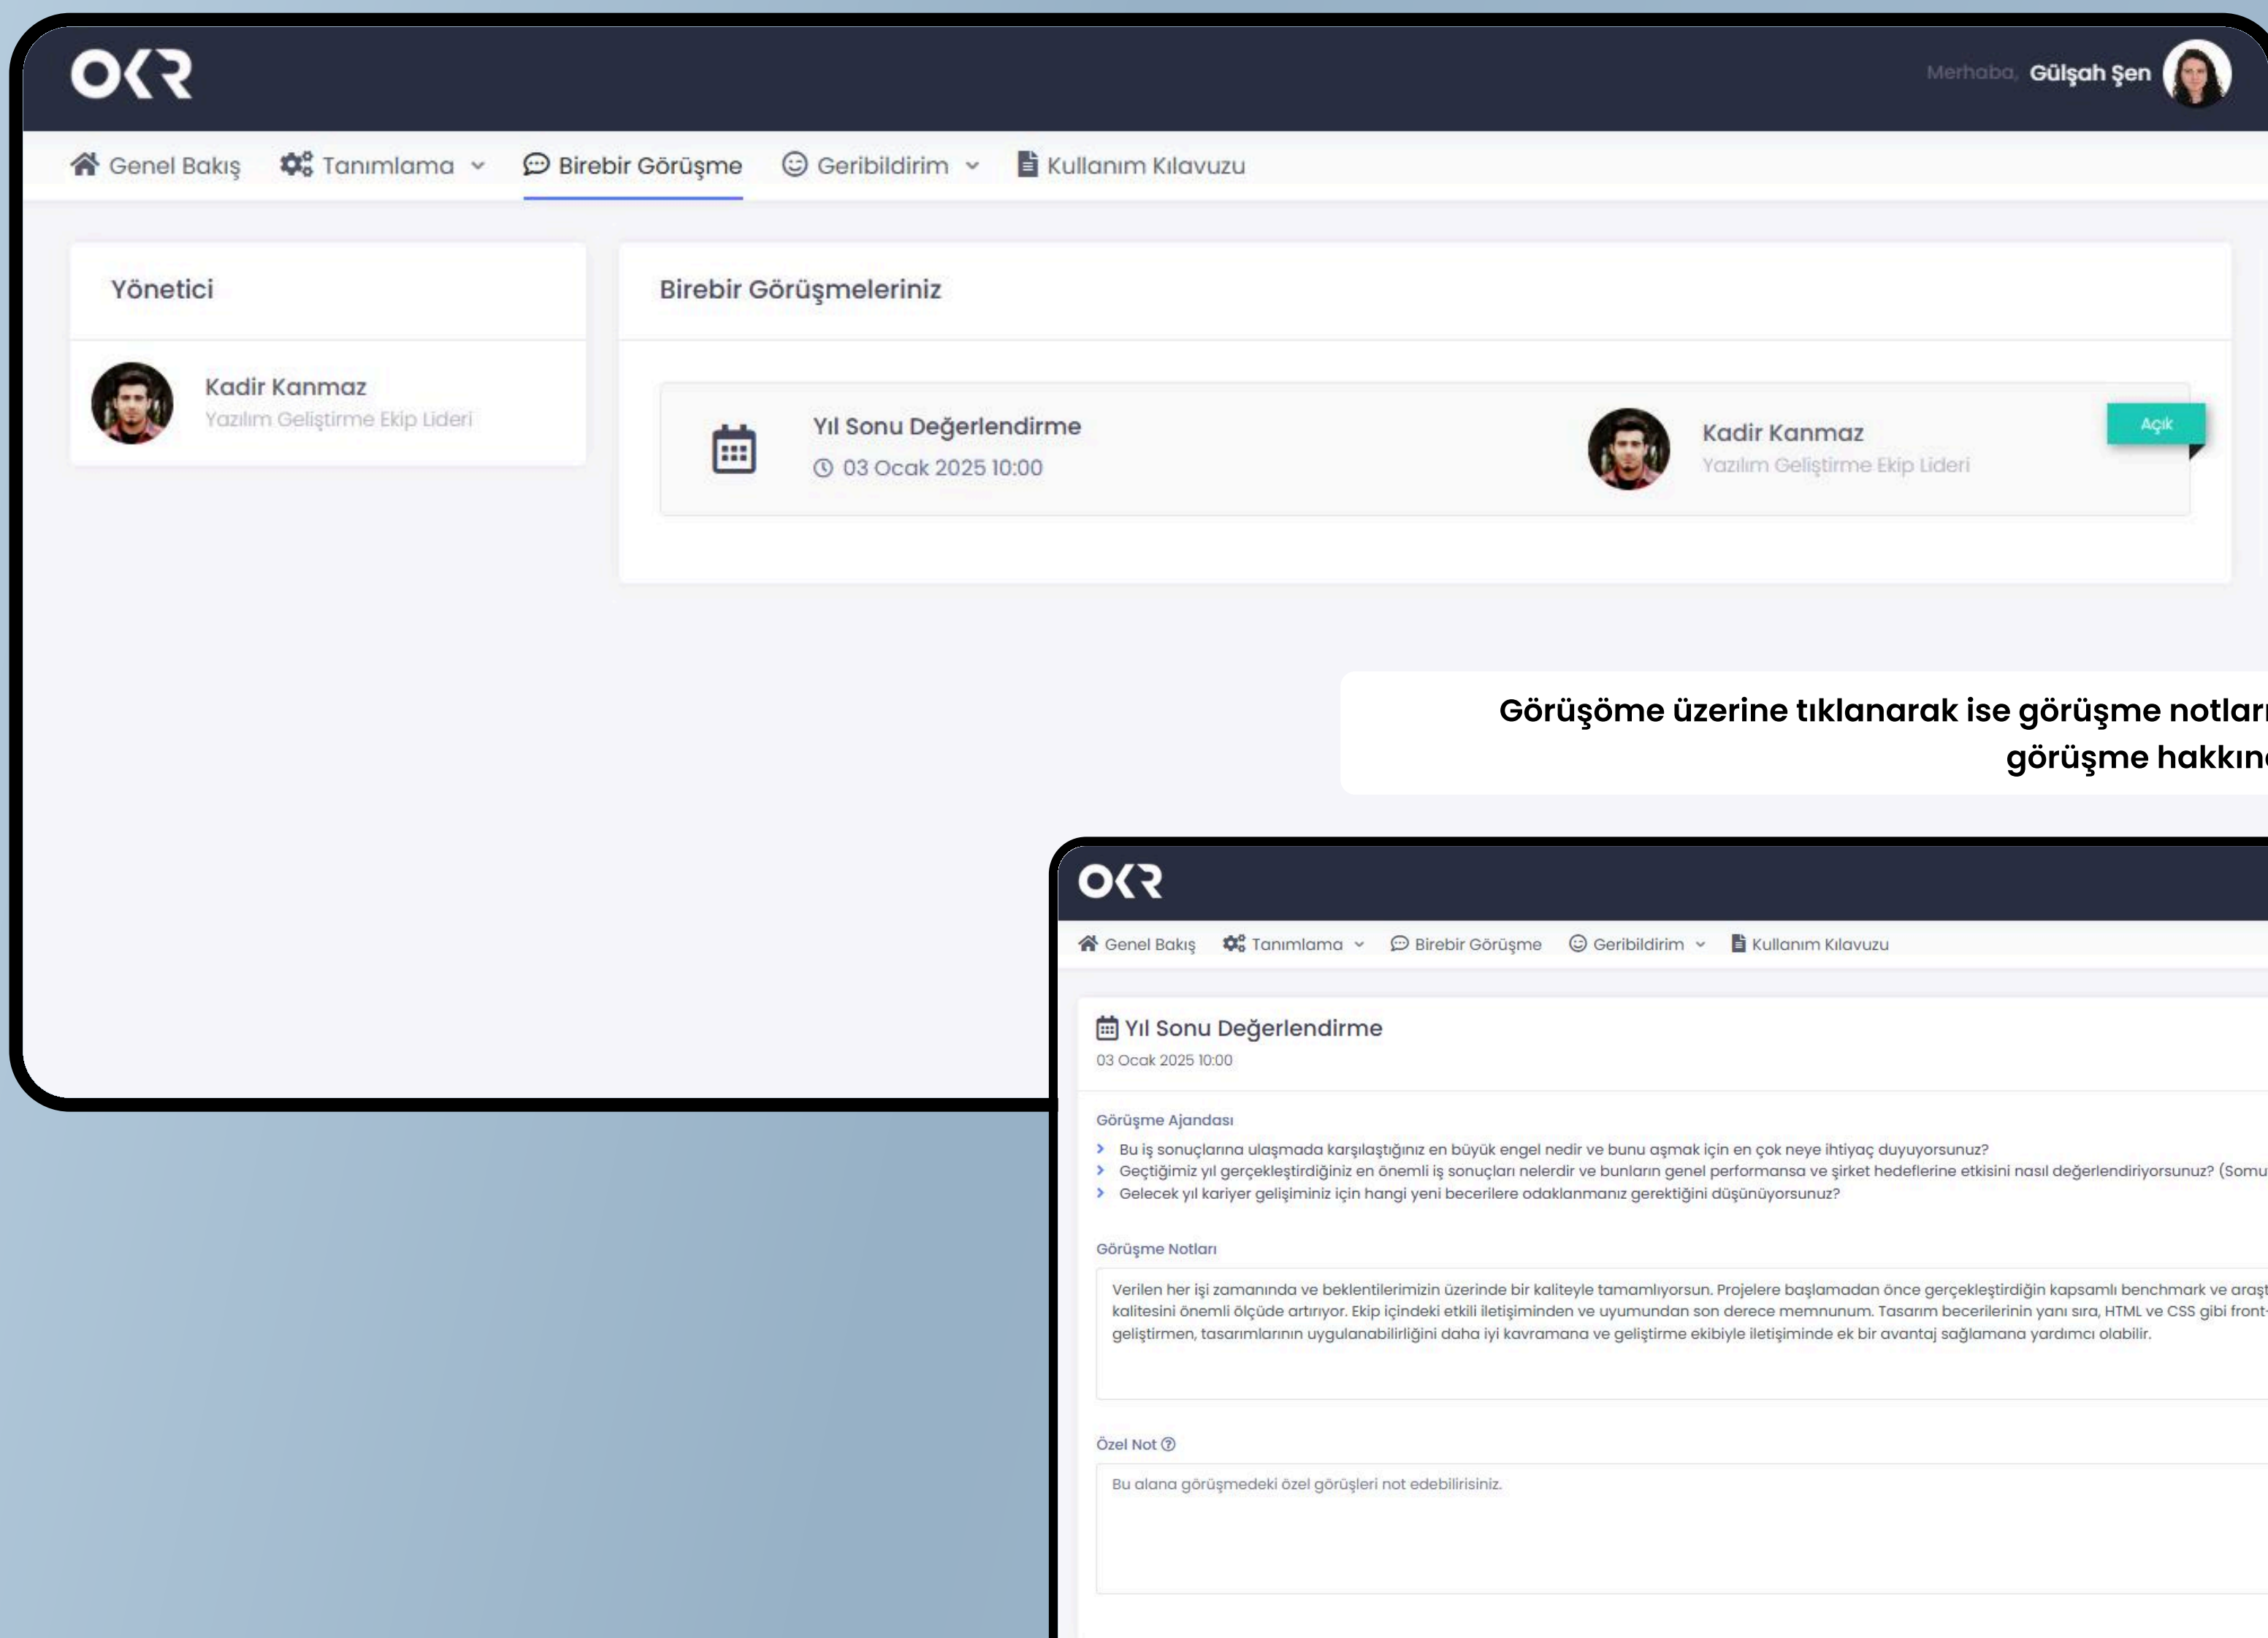 OKR
Merhaba, Gülşah Şen
Genel Bakış Tanımlama Birebir Görüşme Geribildirim Kullanım Kılavuzu
Yönetici
Kadir Kanmaz
Yazılım Geliştirme Ekip Lideri
Birebir Görüşmeleriniz
Yıl Sonu Değerlendirme
03 Ocak 2025 10:00
Kadir Kanmaz
Yazılım Geliştirme Ekip Lideri
Açık
Görüşöme üzerine tıklanarak ise görüşme notları
görüşme
OKR
Genel Bakış Tanımlama Birebir Görüşme Geribildirim Kullanım Kılavuzu
Yıl Sonu Değerlendirme
03 Ocak 2025 10:00
Görüşme Ajandası
Bu iş sonuçlarına ulaşmada karşılaştığınız en büyük engel nedir ve bunu aşmak için en çok neye ihtiyaç duyuyorsunuz?
Geçtiğimiz yıl gerçekleştirdiğiniz en önemli iş sonuçları nelerdir ve bunların genel performansa ve şirket hedeflerine etkisini nasıl değerlendiriyorsunuz?
Gelecek yıl kariyer gelişiminiz için hangi yeni becerilere odaklanmanız gerektiğini düşünüyorsunuz?
Görüşme Notları
Verilen her işi zamanında ve beklentilerimizin üzerinde bir kaliteyle tamamlıyorsun. Projelere başlamadan önce gerçekleştirdiğin kapsamlı benchmark ve
kalitesini önemli ölçüde artırıyor. Ekip içindeki etkili iletişiminden ve uyumundan son derece memnunum. Tasarım becerilerinin yanı sıra, HTML ve CSS gibi front-
geliştirmen, tasarımlarının uygulanabilirliğini daha iyi kavramana ve geliştirme ekibiyle iletişiminde ek bir avantaj sağlamana yardımcı olabilir.
Özel Not
Bu alana görüşmedeki özel görüşleri not edebilirisiniz.